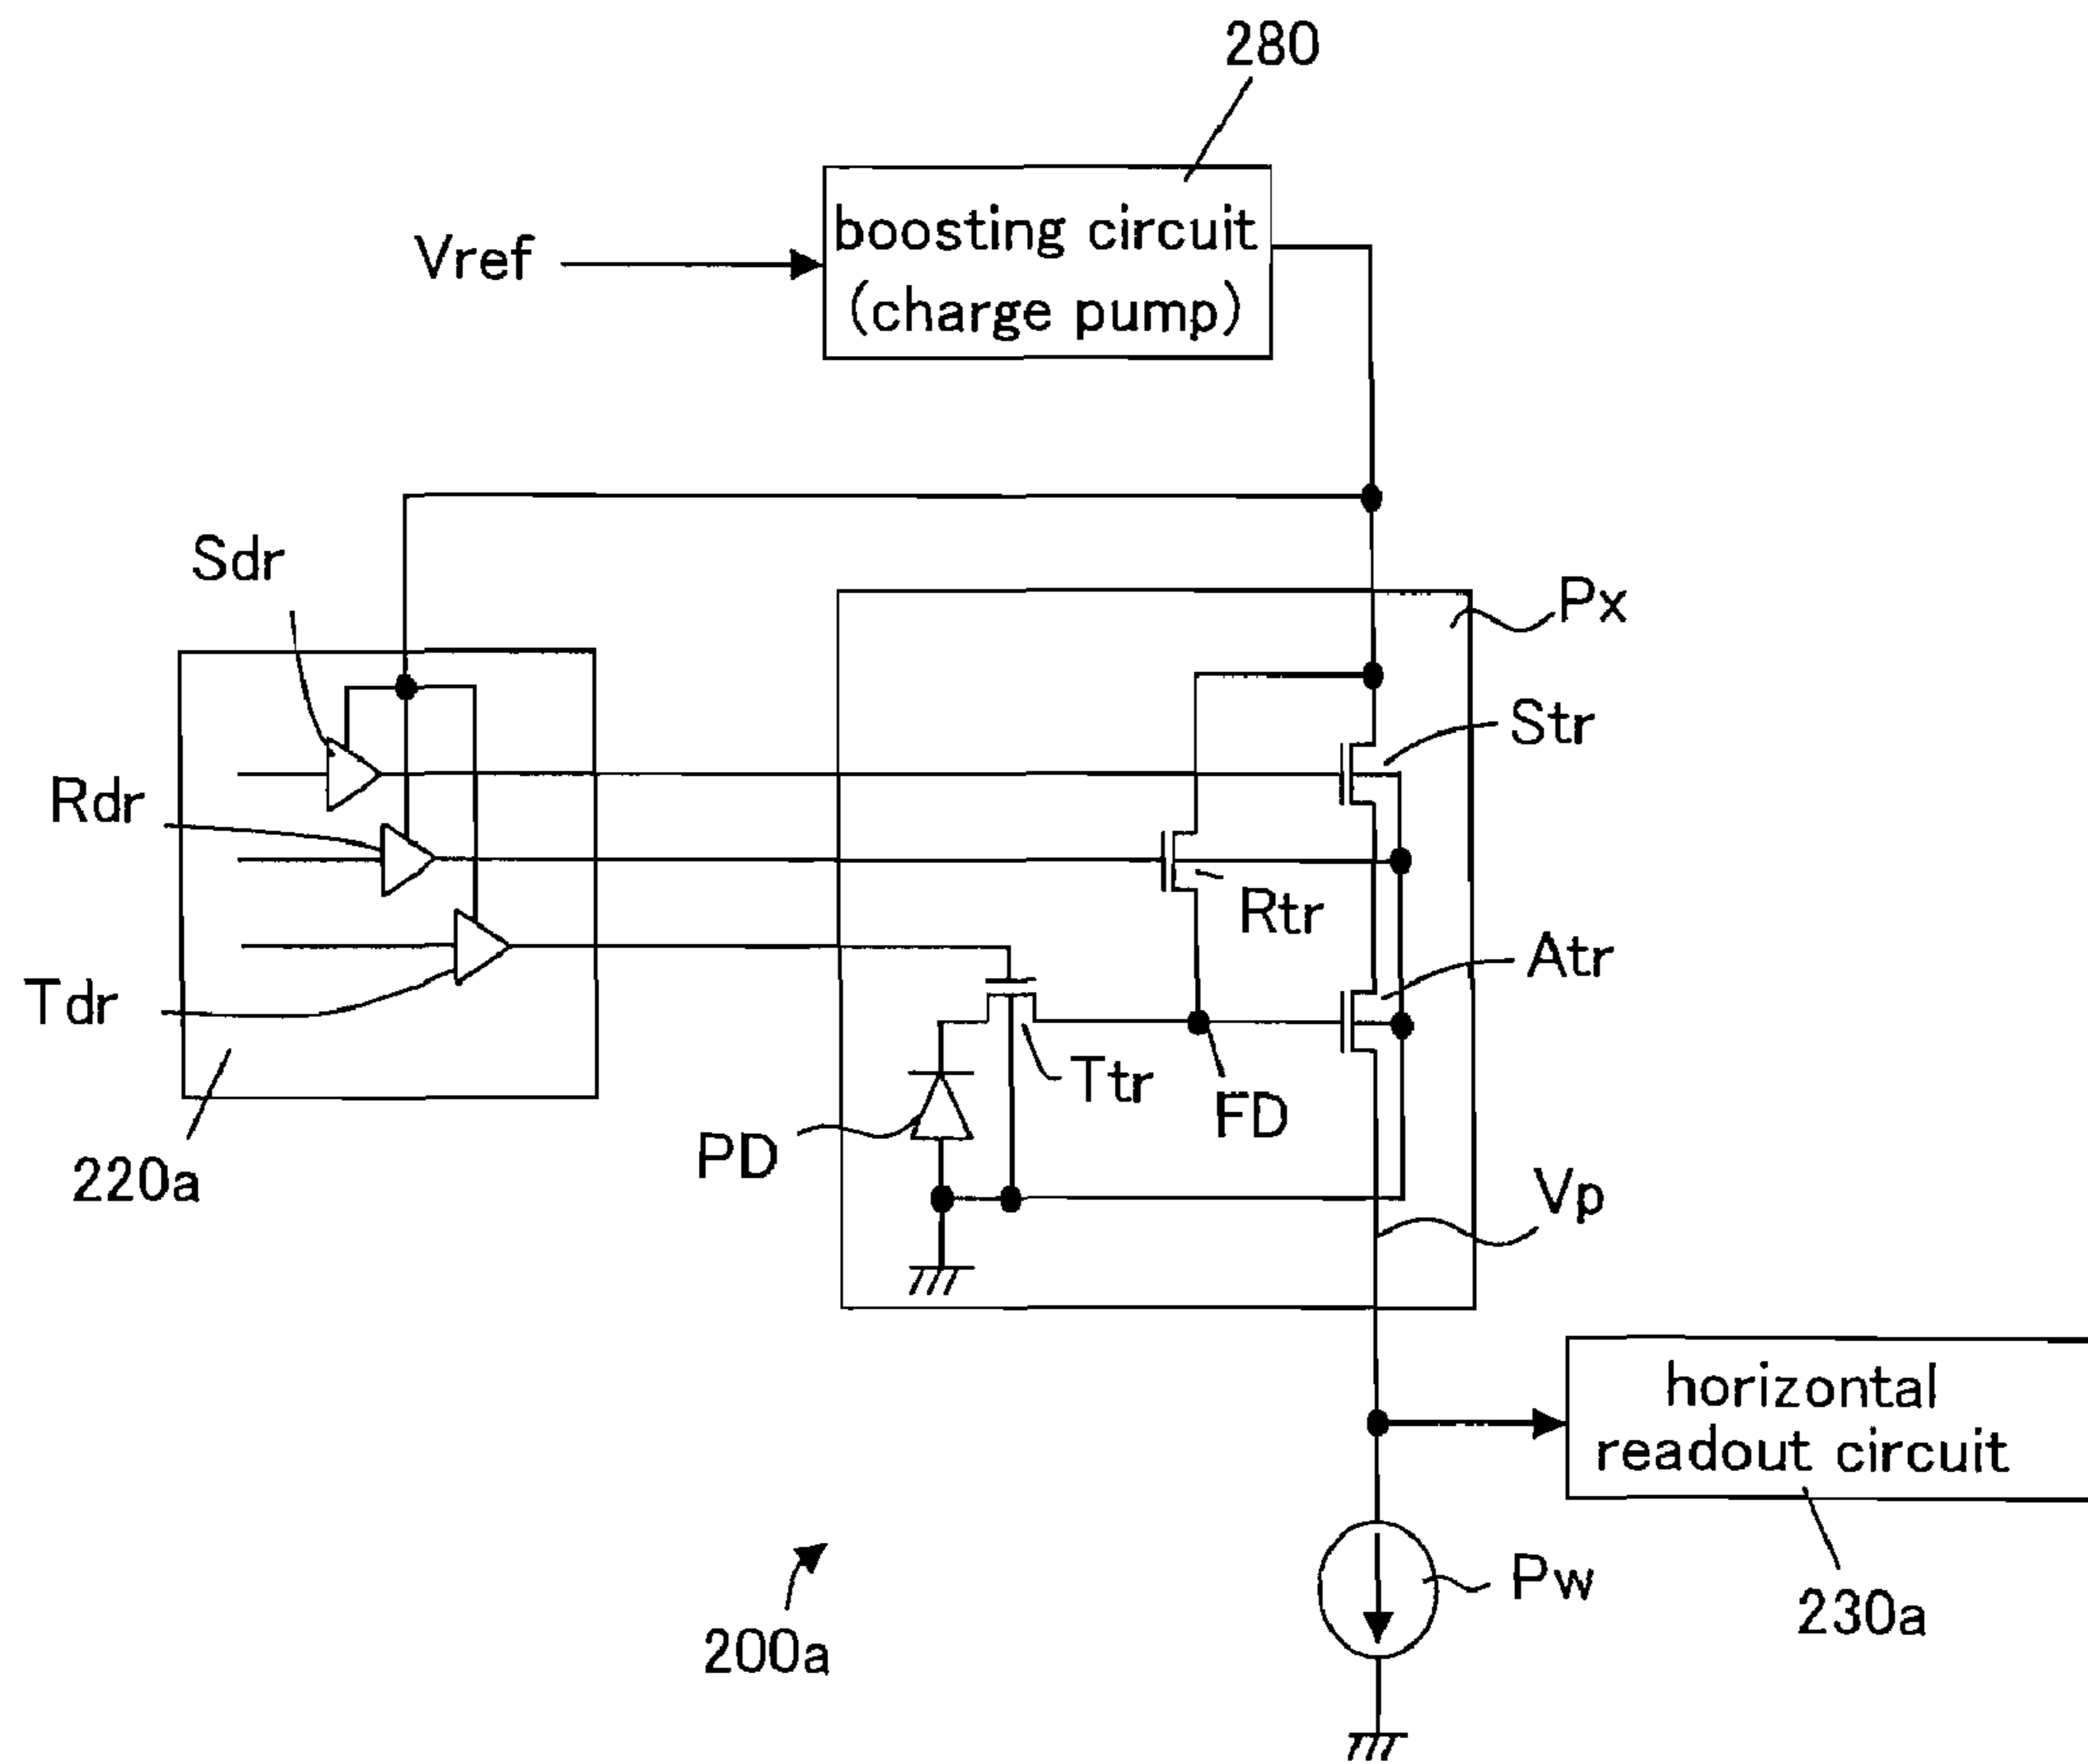 280
Vref
boosting circuit
(charge pump)
Sdr
Px
Str
Rdr
Rtr
Atr
Tdr
Ttr
FD
PD
220a
Vp
horizontal
readout circuit
Pw
230a
200a